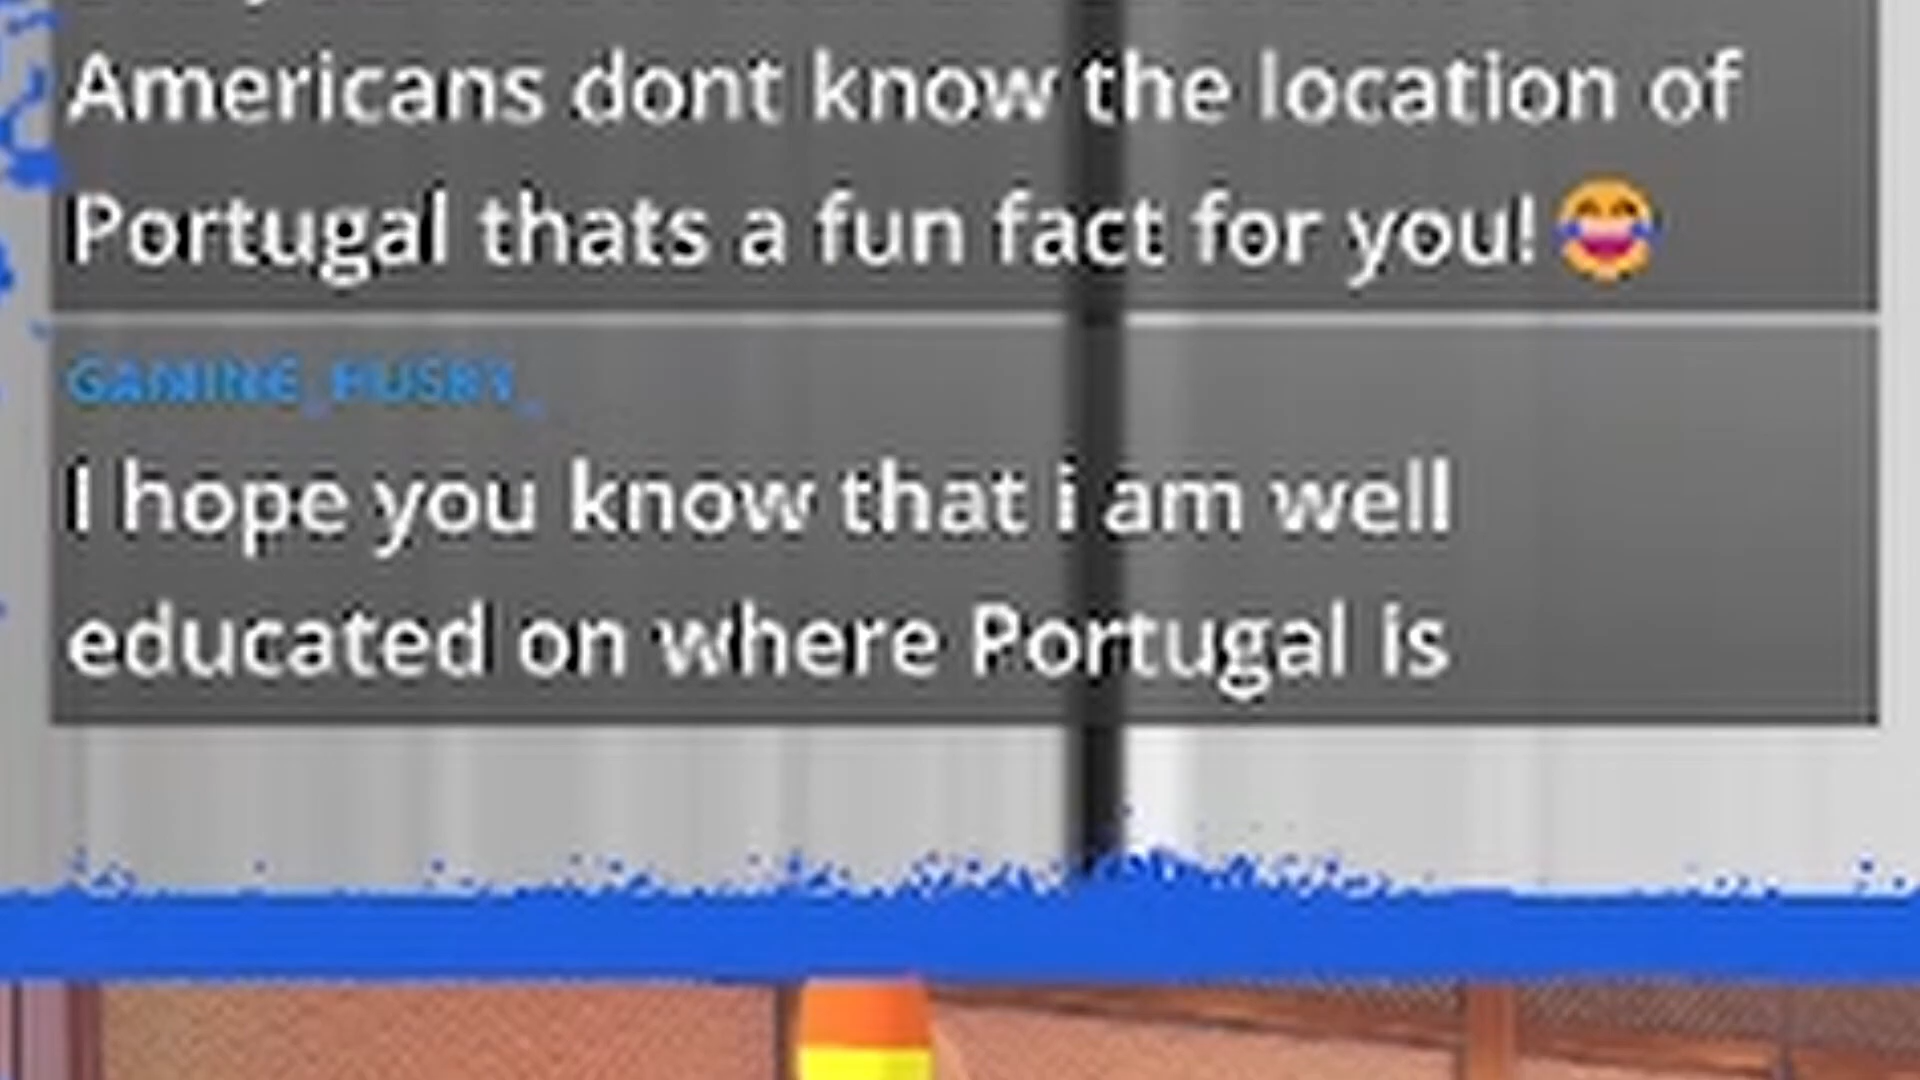 Americans dont know the location of
Portugal thats a fun fact for you!😂
I hope you know that i am well
educated on where Portugal is